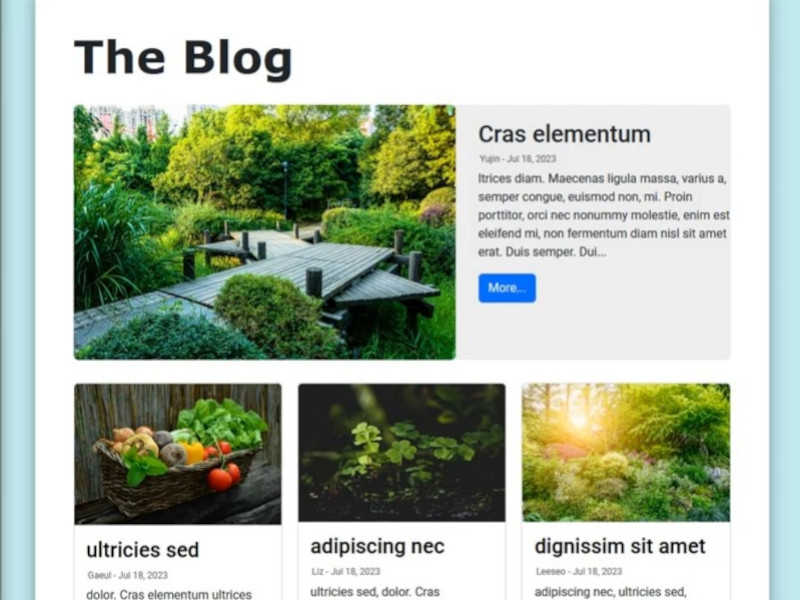 The Blog
Cras elementum
Yujin - Jul 18, 2023
ltrices diam. Maecenas ligula massa, varius a,
semper congue, euismod non, mi. Proin
porttitor, orci nec nonummy molestie, enim est
eleifend mi, non fermentum diam nisl sit amet
erat. Duis semper. Dui...
More...
ultricies sed
Gaeul - Jul 18, 2023
dolor. Cras elementum ultrices
adipiscing nec
Liz - Jul 18, 2023
ultricies sed, dolor. Cras
dignissim sit amet
Leeseo - Jul 18, 2023
adipiscing nec, ultricies sed,